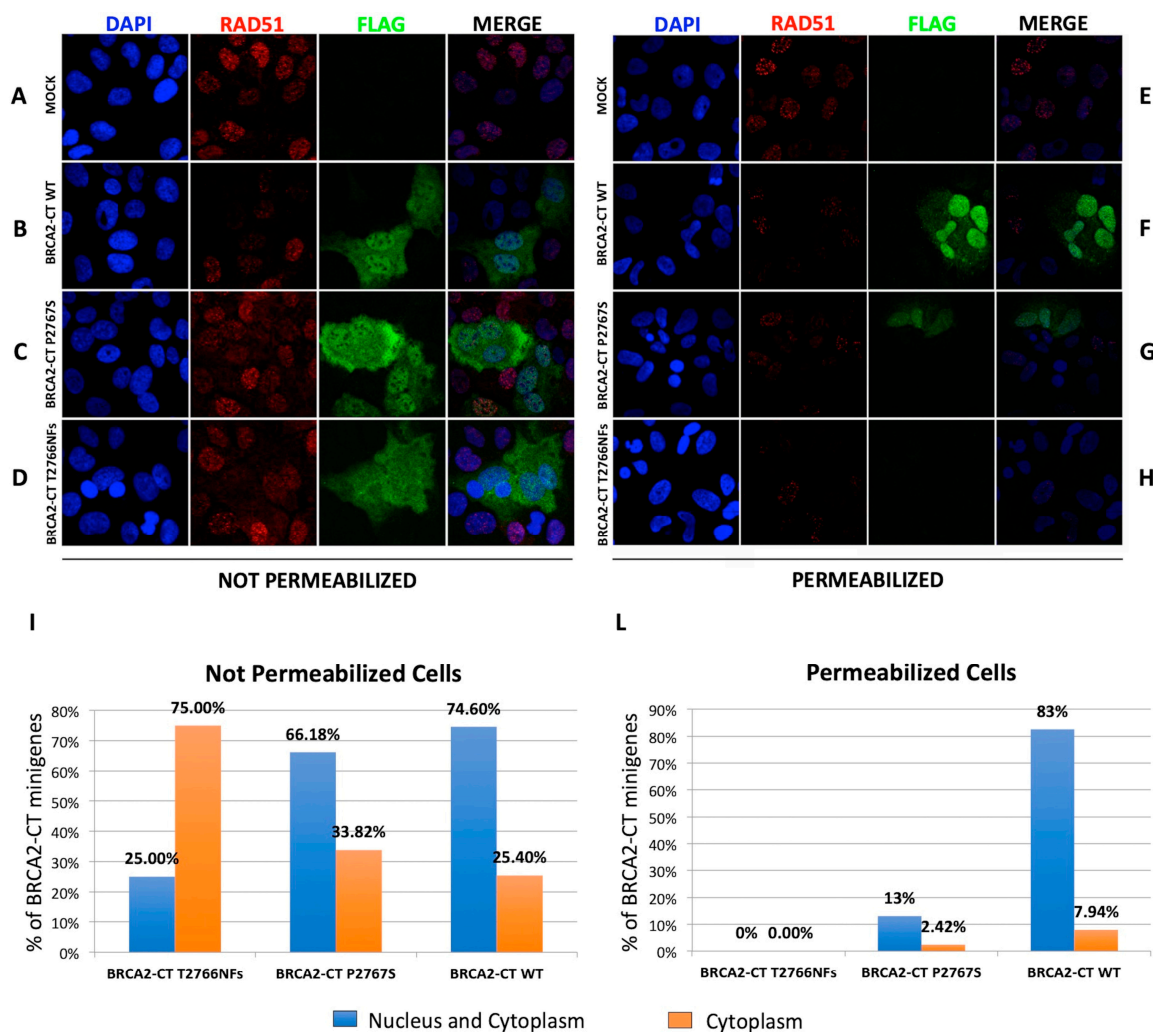 DAPI RAD51 FLAG MERGE
DAPI RAD51 FLAG MERGE
A
MOCK
MOCK
E
B
BRCA2-CT WT
BRCA2-CT WT
F
C
BRCA2-CT P2767S
BRCA2-CT P2767S
G
D
BRCA2-CT T2766NFs
BRCA2-CT T2766NFs
H
NOT PERMEABILIZED
PERMEABILIZED
I
Not Permeabilized Cells
% of BRCA2-CT minigenes
80%
70%
60%
50%
40%
30%
20%
10%
0%
25.00%
75.00%
66.18%
33.82%
74.60%
25.40%
BRCA2-CT T2766NFs BRCA2-CT P2767S BRCA2-CT WT
L
Permeabilized Cells
% of BRCA2-CT minigenes
90%
80%
70%
60%
50%
40%
30%
20%
10%
0%
0% 0.00%
13%
2.42%
83%
7.94%
BRCA2-CT T2766NFs BRCA2-CT P2767S BRCA2-CT WT
Nucleus and Cytoplasm Cytoplasm